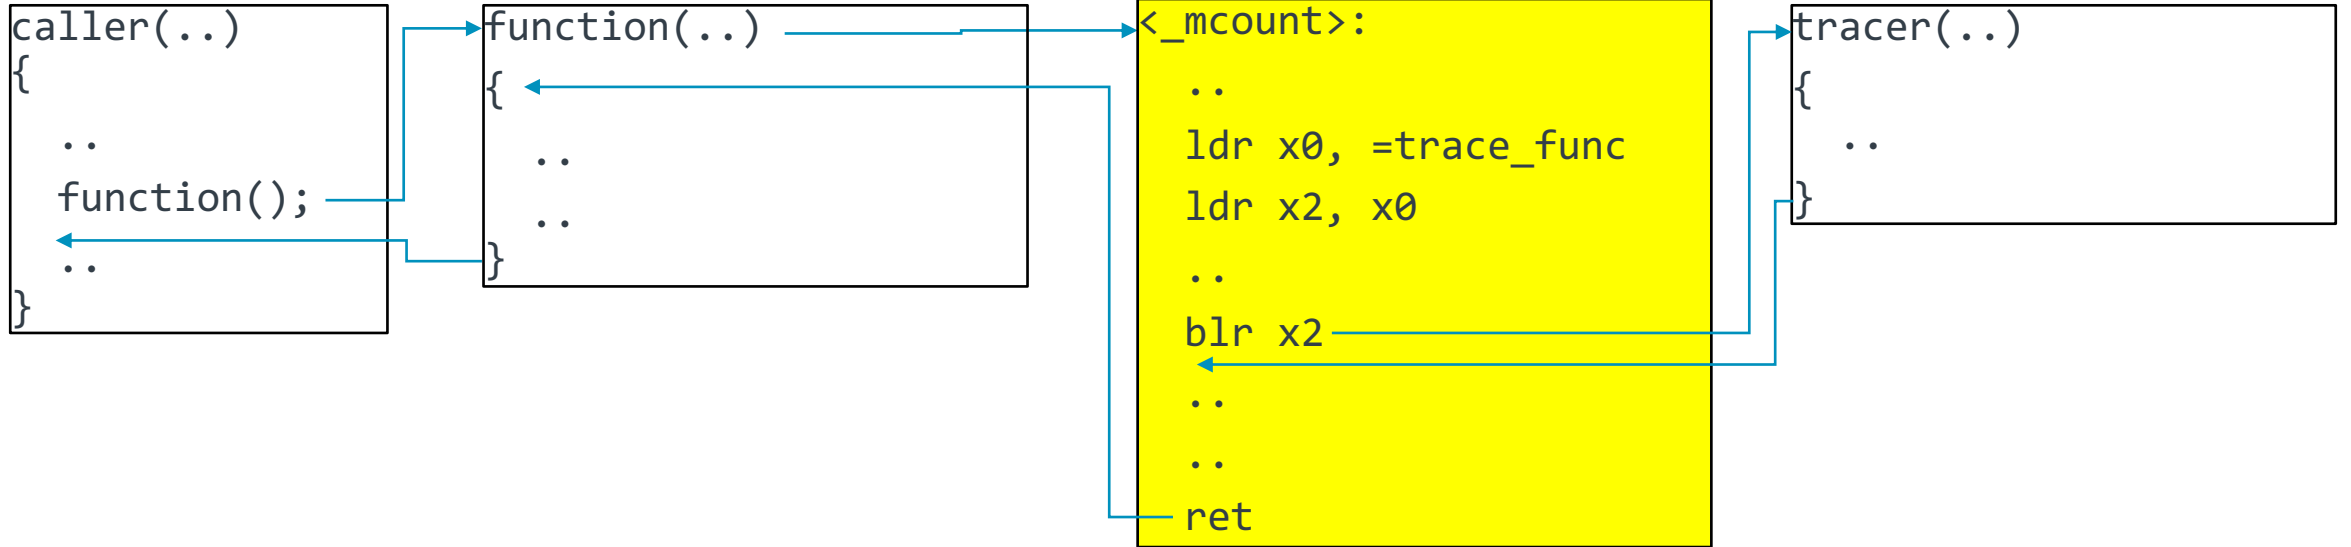 caller(..)
{
..
function();
..
}
function(..)
{
..
..
}
<_mcount>:
..
ldr x0, =trace_func
ldr x2, x0
..
blr x2
..
..
ret
tracer(..)
{
..
}